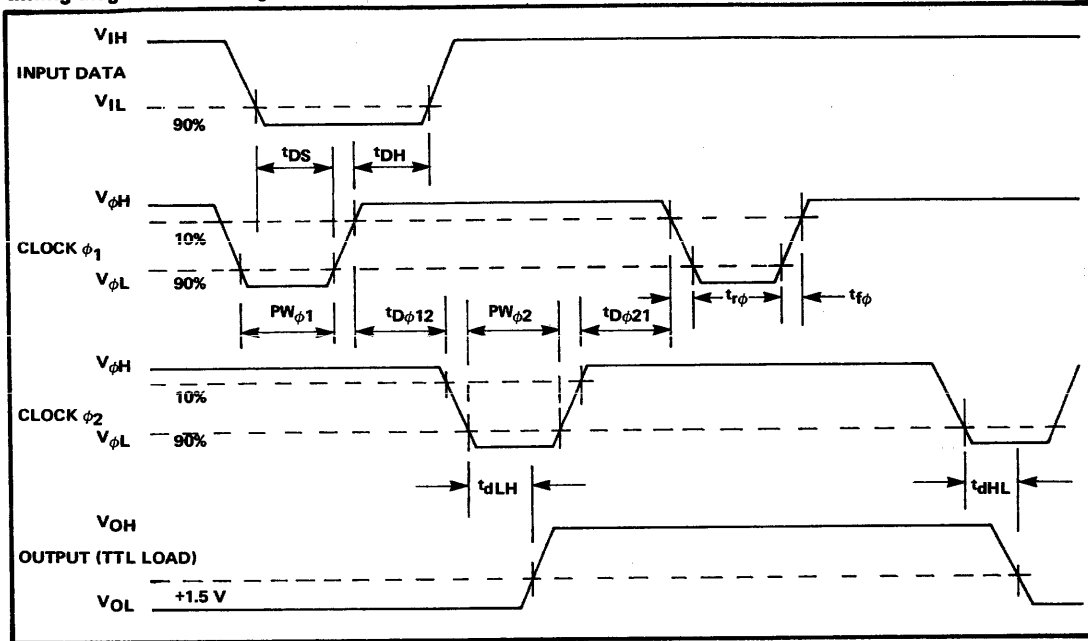 VIH
INPUT DATA
VIL
90%
tDS
tDH
VϕH
10%
CLOCK ϕ1
VϕL
90%
PWϕ1
tDϕ12
PWϕ2
tDϕ21
trϕ
tfϕ
VϕH
10%
CLOCK ϕ2
VϕL
90%
tdLH
tdHL
VOH
OUTPUT (TTL LOAD)
+1.5 V
VOL